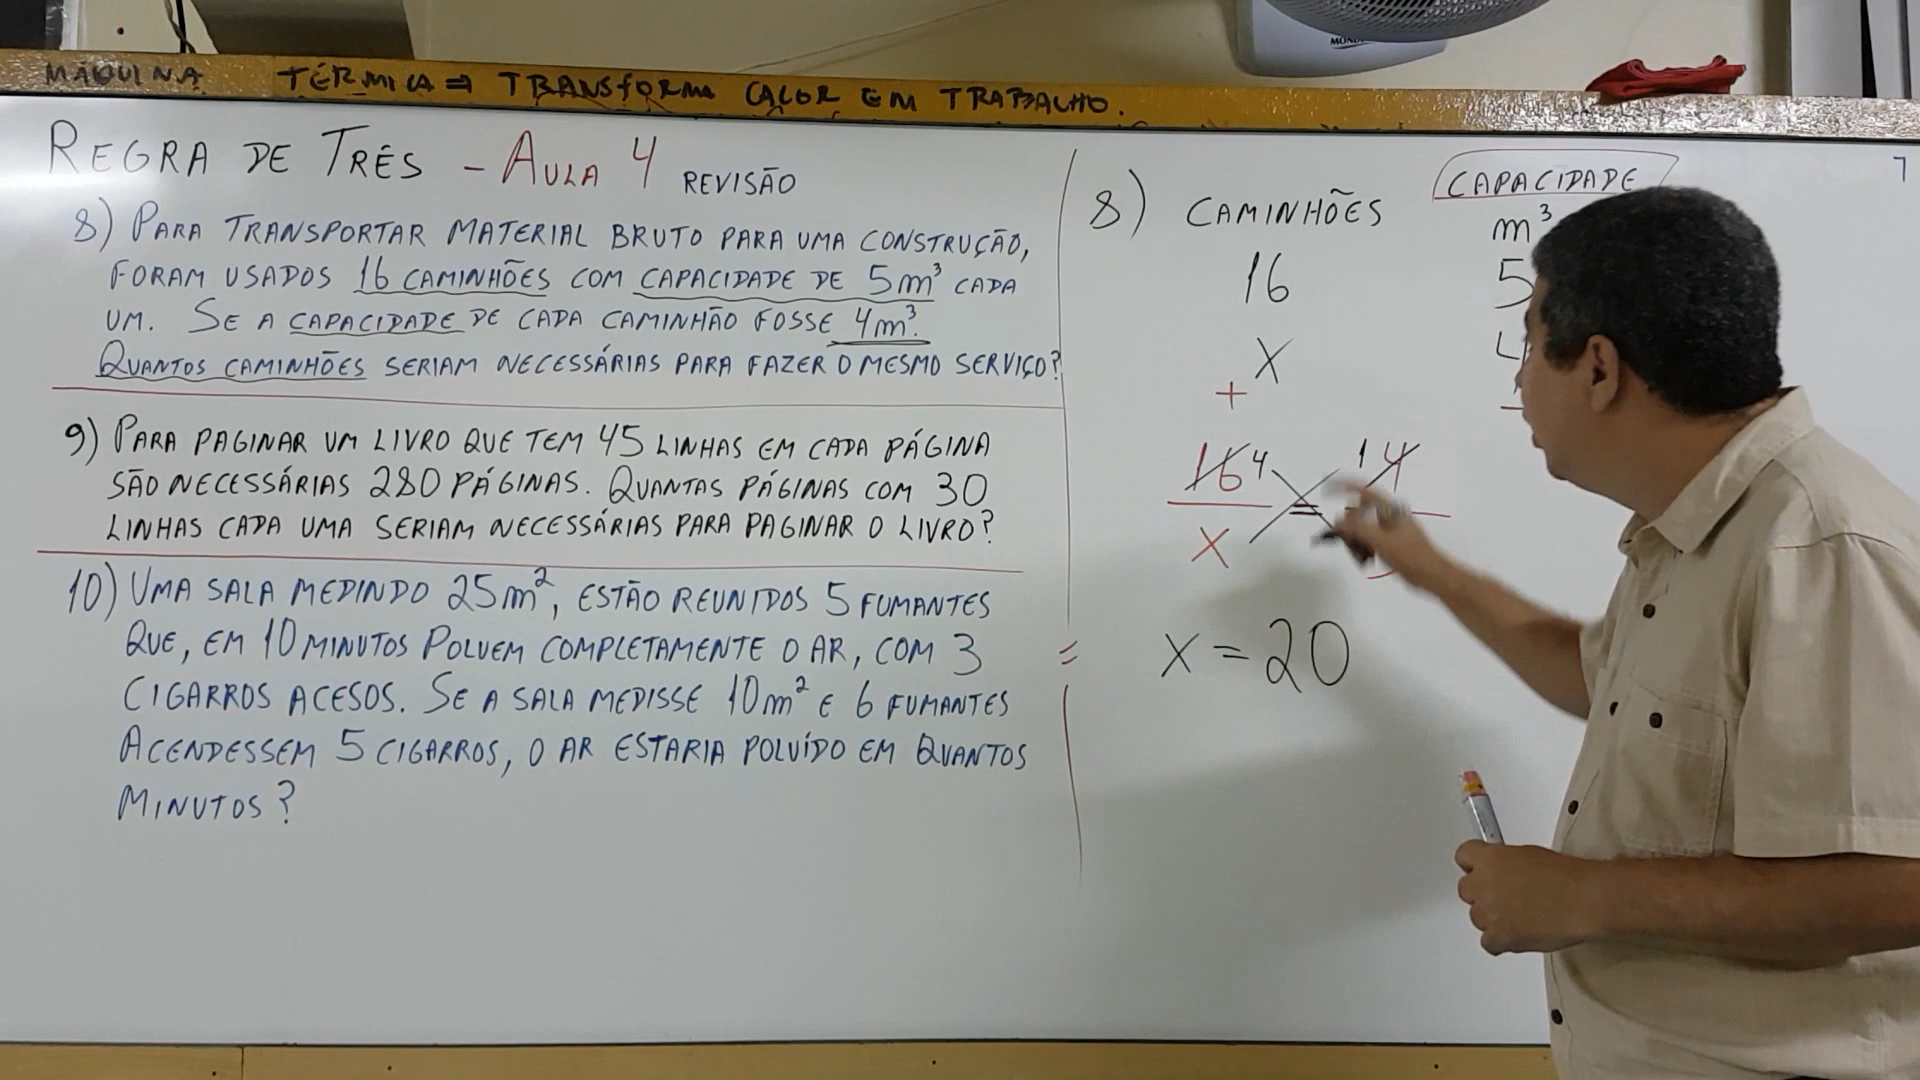 MÁQUINA TÉRMICA ⇒ TRANSFORMA CALOR EM TRABALHO.
REGRA DE TRÊS - AULA 4 REVISÃO
8) PARA TRANSPORTAR MATERIAL BRUTO PARA UMA CONSTRUÇÃO,
FORAM USADOS 16 CAMINHÕES COM CAPACIDADE DE 5m³ CADA
UM. SE A CAPACIDADE DE CADA CAMINHÃO FOSSE 4m³.
QUANTOS CAMINHÕES SERIAM NECESSÁRIAS PARA FAZER O MESMO SERVIÇO?
9) PARA PAGINAR UM LIVRO QUE TEM 45 LINHAS EM CADA PÁGINA
SÃO NECESSÁRIAS 280 PÁGINAS. QUANTAS PÁGINAS COM 30
LINHAS CADA UMA SERIAM NECESSÁRIAS PARA PAGINAR O LIVRO?
10) UMA SALA MEDINDO 25m², ESTÃO REUNIDOS 5 FUMANTES
QUE, EM 10 MINUTOS POLUEM COMPLETAMENTE O AR, COM 3
CIGARROS ACESOS. SE A SALA MEDISSE 10m² E 6 FUMANTES
ACENDESSEM 5 CIGARROS, O AR ESTARIA POLUÍDO EM QUANTOS
MINUTOS?
=
8) CAMINHÕES CAPACIDADE
m³
16 5
X 4
+ -
16 4 = 1 4
X
X = 20
7